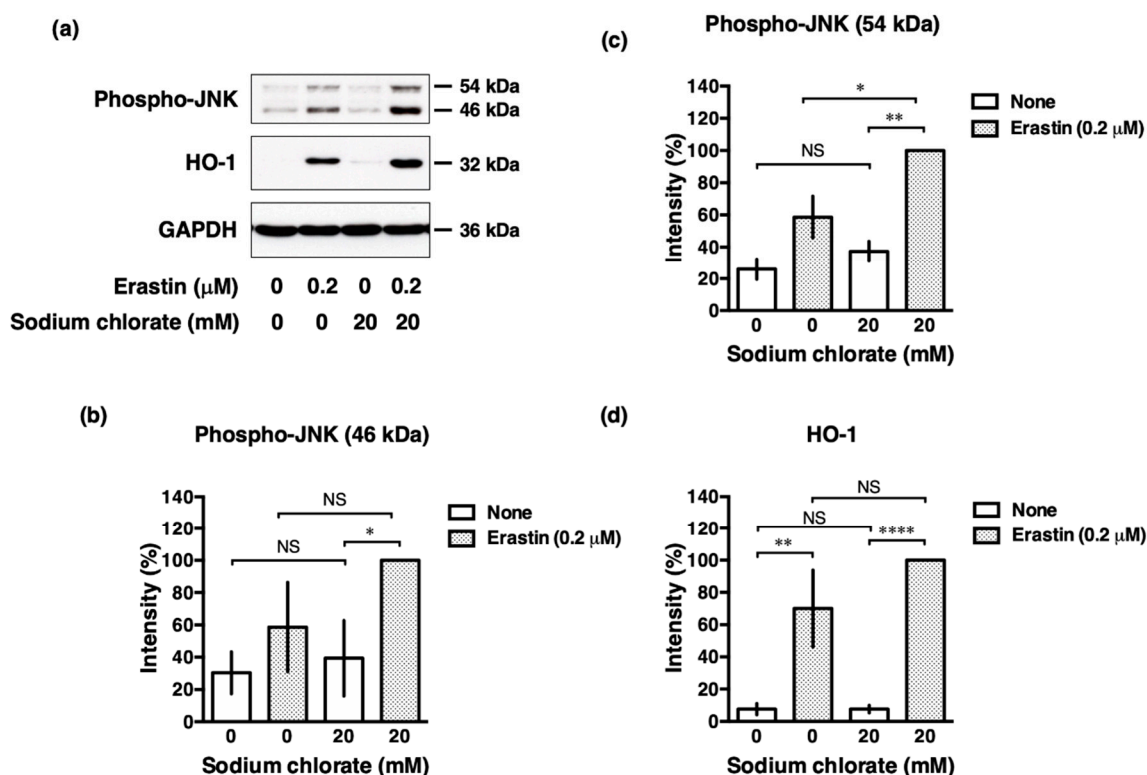 (a)
Phospho-JNK
54 kDa
46 kDa
HO-1
32 kDa
GAPDH
36 kDa
Erastin (μM) 0 0.2 0 0.2
Sodium chlorate (mM) 0 0 20 20
(b)
Phospho-JNK (46 kDa)
Intensity (%)
140
120
100
80
60
40
20
0
NS
NS
*
None
Erastin (0.2 μM)
0 0 20 20
Sodium chlorate (mM)
(c)
Phospho-JNK (54 kDa)
Intensity (%)
140
120
100
80
60
40
20
0
*
**
NS
None
Erastin (0.2 μM)
0 0 20 20
Sodium chlorate (mM)
(d)
HO-1
Intensity (%)
140
120
100
80
60
40
20
0
NS
NS
**
****
None
Erastin (0.2 μM)
0 0 20 20
Sodium chlorate (mM)